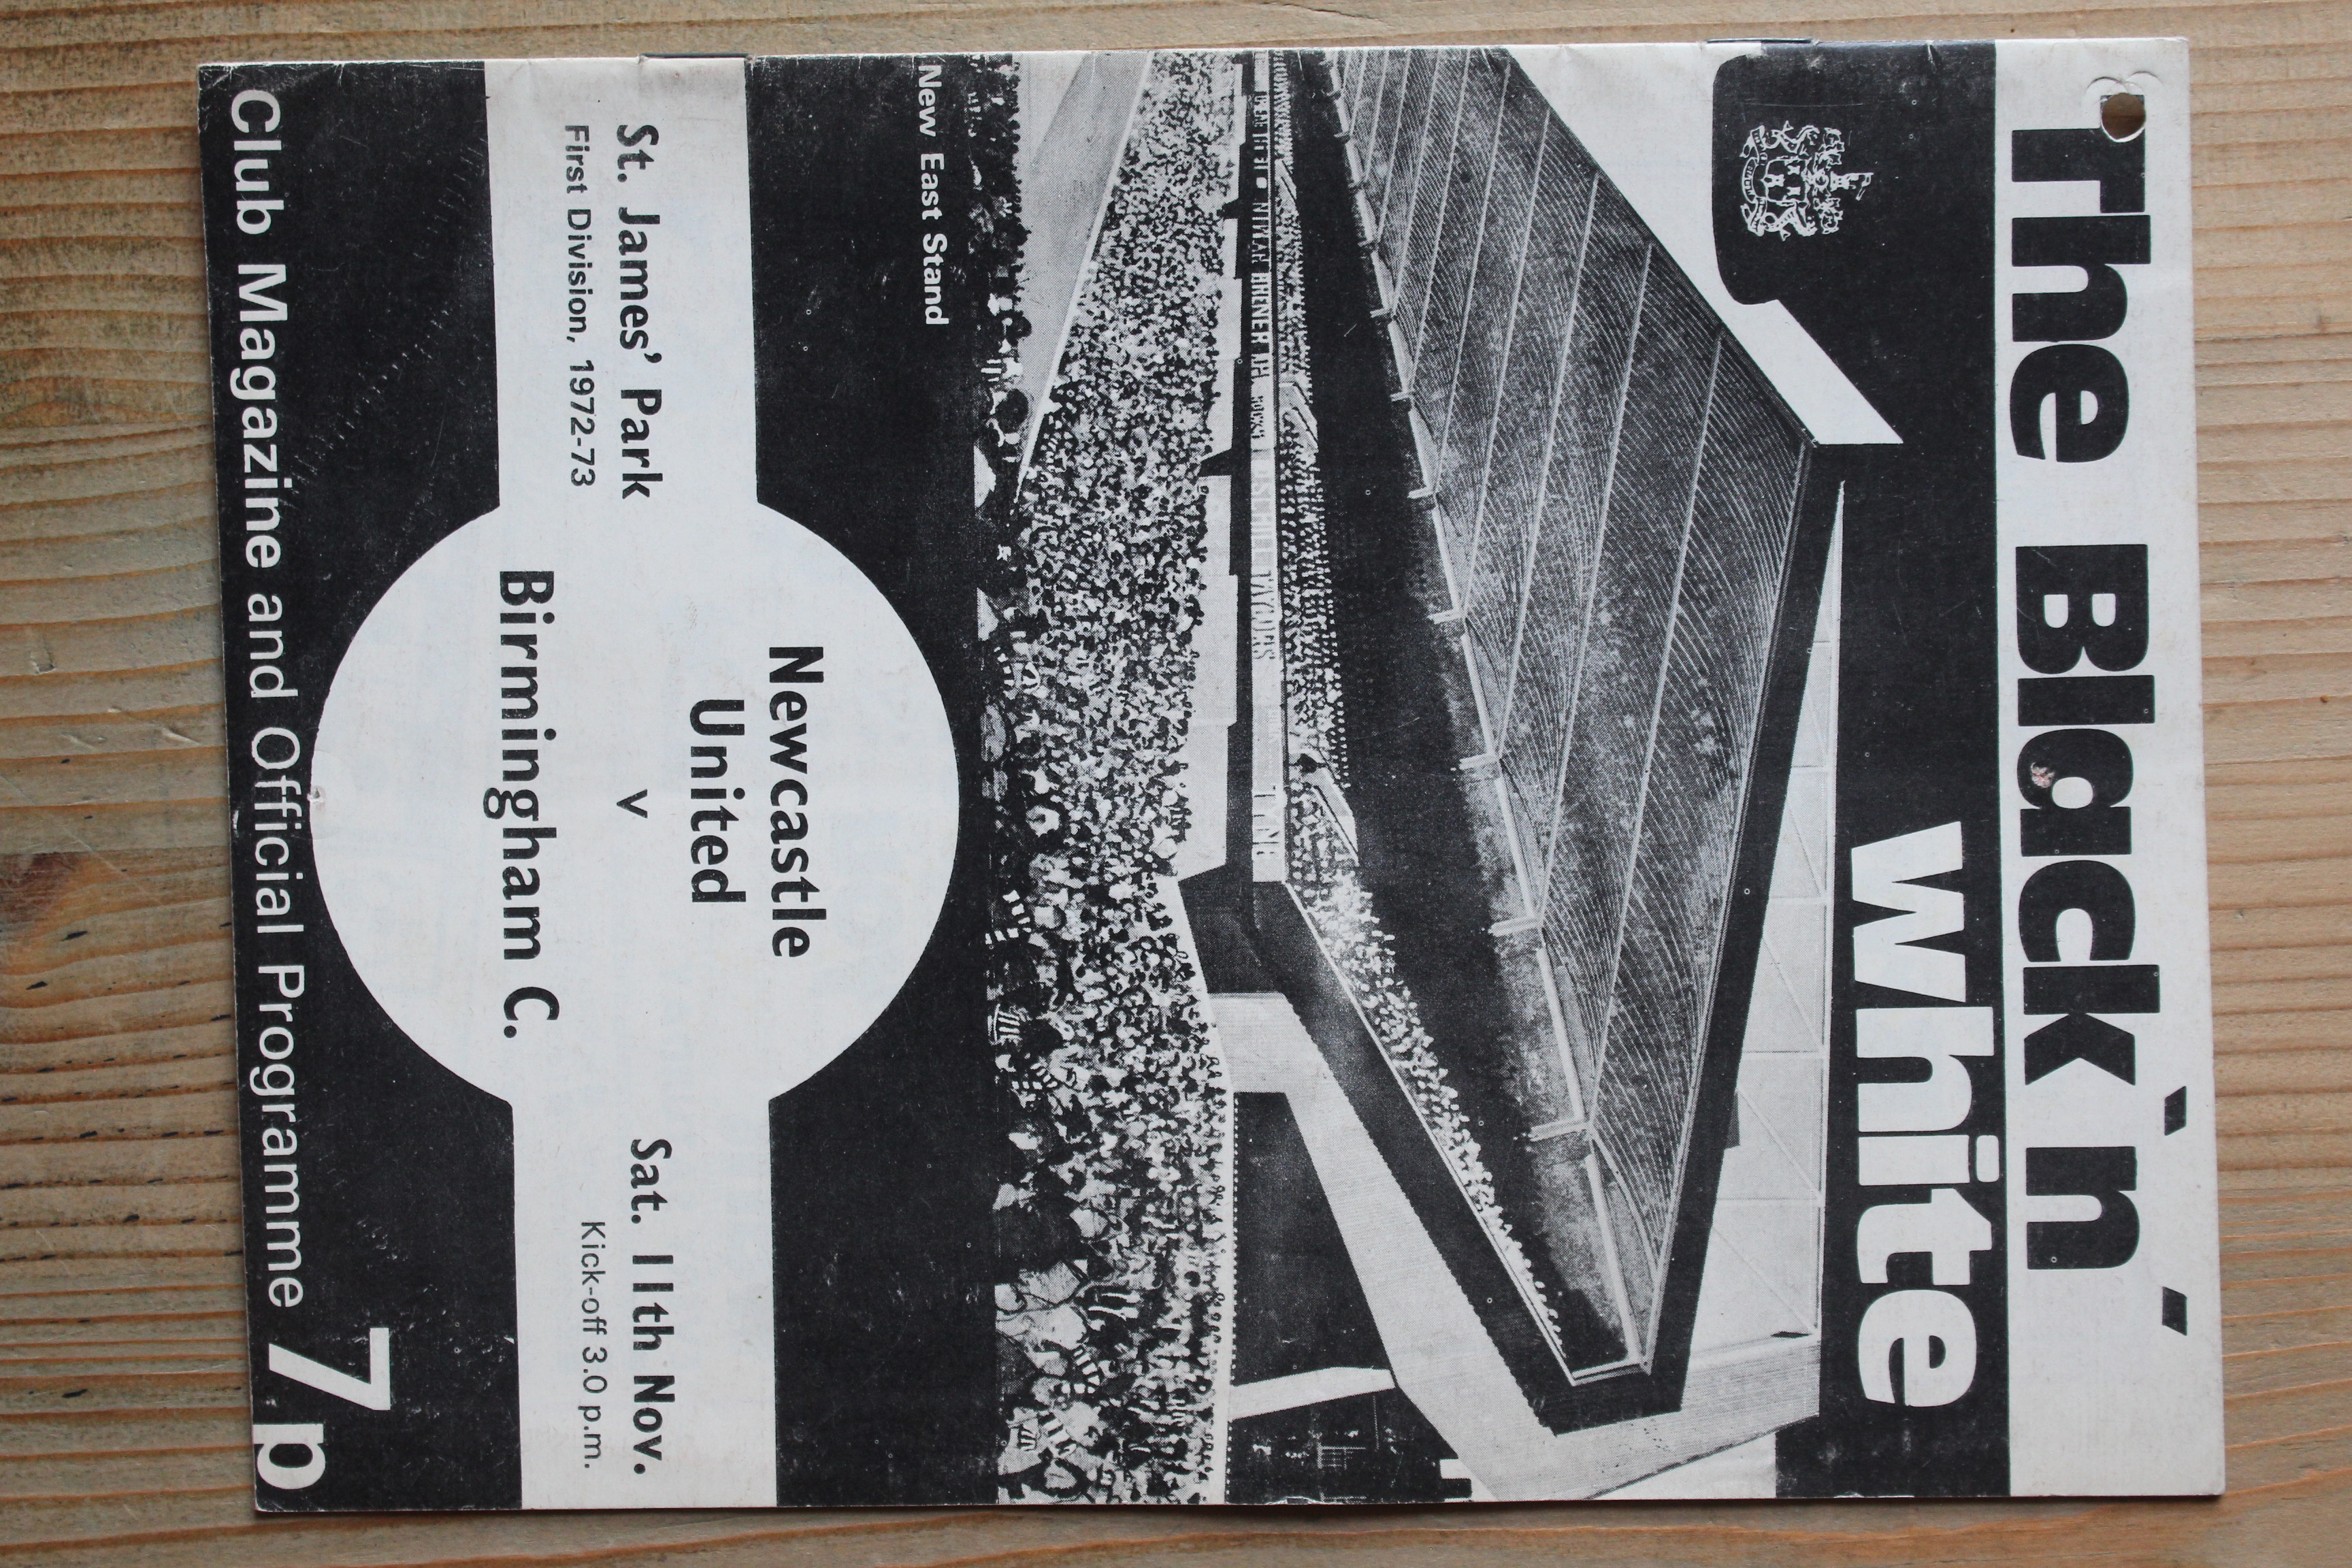 The Black 'n'
White
New East Stand
Newcastle
United
v
Birmingham C.
St. James' Park
First Division, 1972-73
Sat. 11th Nov.
Kick-off 3.0 p.m.
Club Magazine and Official Programme 7p